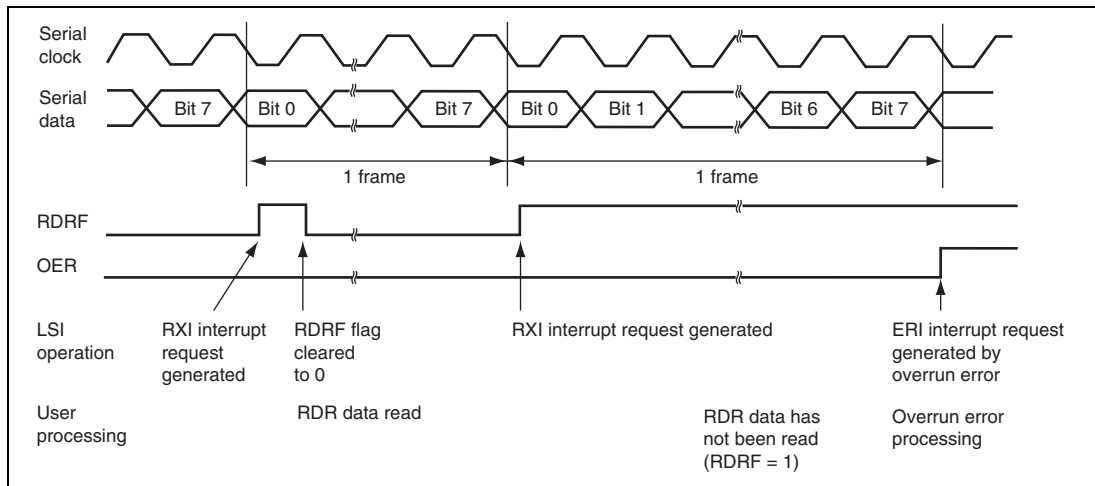 Serial
clock
Serial
data
Bit 7
Bit 0
Bit 7
Bit 0
Bit 1
Bit 6
Bit 7
1 frame
1 frame
RDRF
OER
LSI
operation
RXI interrupt
request
generated
RDRF flag
cleared
to 0
RXI interrupt request generated
ERI interrupt request
generated by
overrun error
User
processing
RDR data read
RDR data has
not been read
(RDRF = 1)
Overrun error
processing